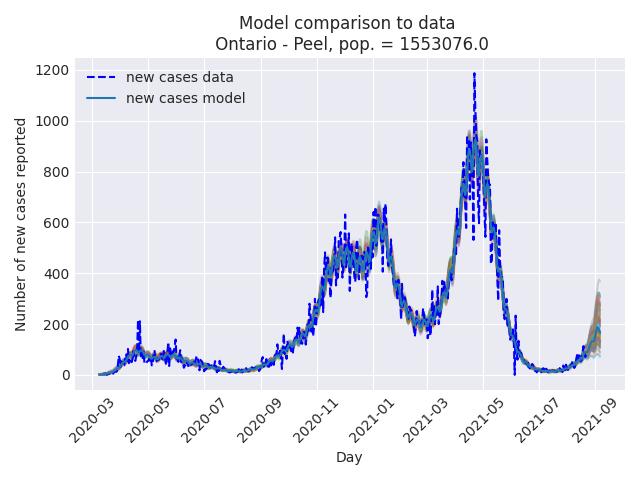 Model comparison to data
Ontario - Peel, pop. = 1553076.0
new cases data
new cases model
Number of new cases reported
1200
1000
800
600
400
200
0
2020-03
2020-05
2020-07
2020-09
2020-11
2021-01
2021-03
2021-05
2021-07
2021-09
Day